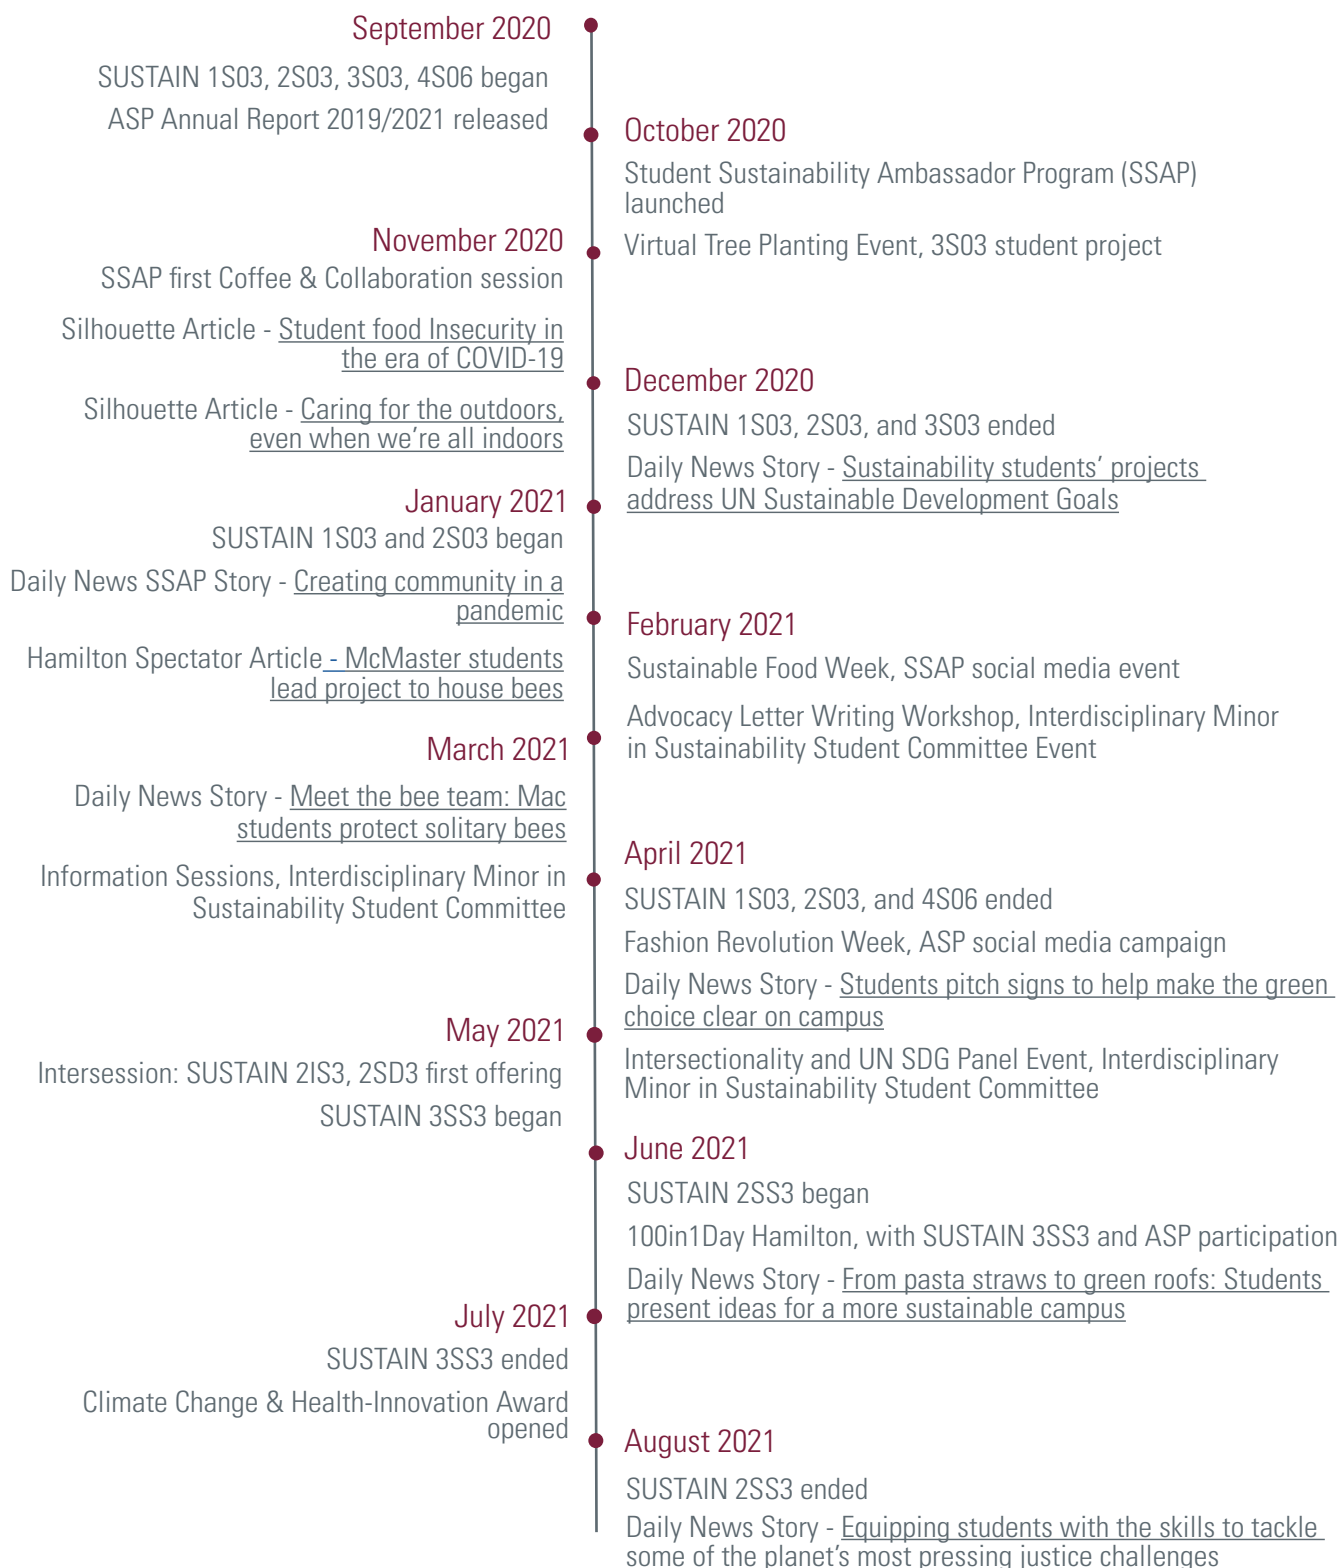 September 2020
SUSTAIN 1S03, 2S03, 3S03, 4S06 began
ASP Annual Report 2019/2021 released
October 2020
Student Sustainability Ambassador Program (SSAP)
launched
Virtual Tree Planting Event, 3S03 student project
November 2020
SSAP first Coffee & Collaboration session
Silhouette Article - Student food Insecurity in
the era of COVID-19
Silhouette Article - Caring for the outdoors,
even when we’re all indoors
December 2020
SUSTAIN 1S03, 2S03, and 3S03 ended
Daily News Story - Sustainability students’ projects
address UN Sustainable Development Goals
January 2021
SUSTAIN 1S03 and 2S03 began
Daily News SSAP Story - Creating community in a
pandemic
Hamilton Spectator Article - McMaster students
lead project to house bees
February 2021
Sustainable Food Week, SSAP social media event
Advocacy Letter Writing Workshop, Interdisciplinary Minor
in Sustainability Student Committee Event
March 2021
Daily News Story - Meet the bee team: Mac
students protect solitary bees
Information Sessions, Interdisciplinary Minor in
Sustainability Student Committee
April 2021
SUSTAIN 1S03, 2S03, and 4S06 ended
Fashion Revolution Week, ASP social media campaign
Daily News Story - Students pitch signs to help make the green
choice clear on campus
Intersectionality and UN SDG Panel Event, Interdisciplinary
Minor in Sustainability Student Committee
May 2021
Intersession: SUSTAIN 2IS3, 2SD3 first offering
SUSTAIN 3SS3 began
June 2021
SUSTAIN 2SS3 began
100in1Day Hamilton, with SUSTAIN 3SS3 and ASP participation
Daily News Story - From pasta straws to green roofs: Students
present ideas for a more sustainable campus
July 2021
SUSTAIN 3SS3 ended
Climate Change & Health-Innovation Award
opened
August 2021
SUSTAIN 2SS3 ended
Daily News Story - Equipping students with the skills to tackle
some of the planet’s most pressing justice challenges